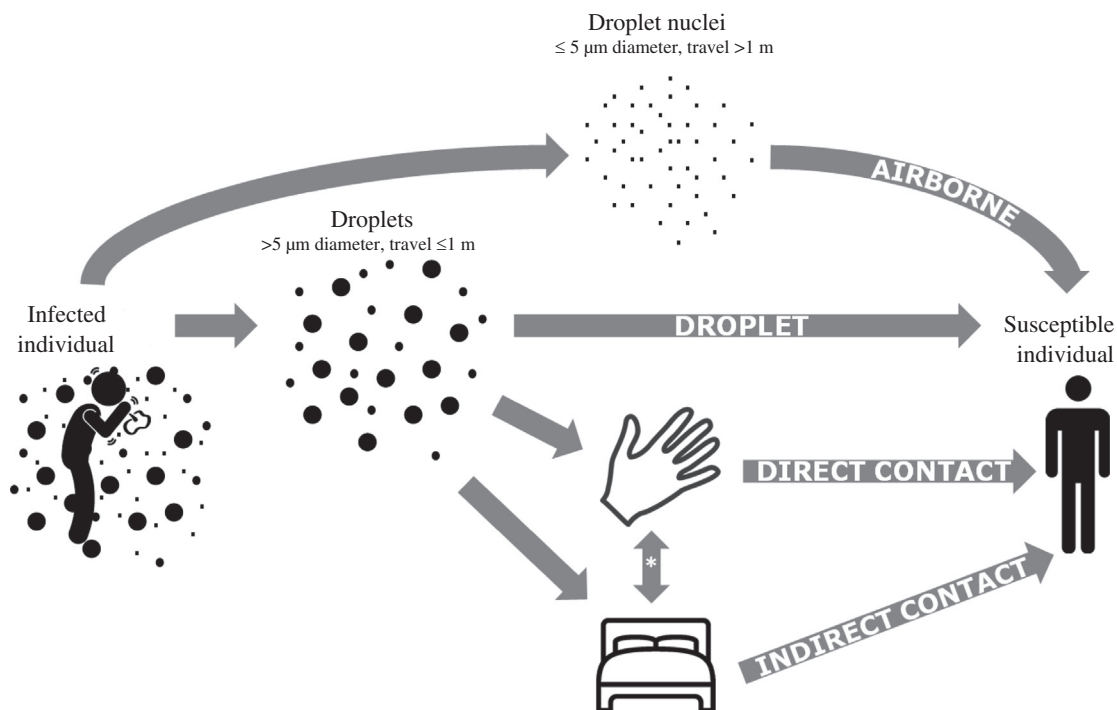 Droplet nuclei
≤ 5 µm diameter, travel >1 m
AIRBORNE
Droplets
>5 µm diameter, travel ≤1 m
Infected
individual
DROPLET
Susceptible
individual
DIRECT CONTACT
*
INDIRECT CONTACT